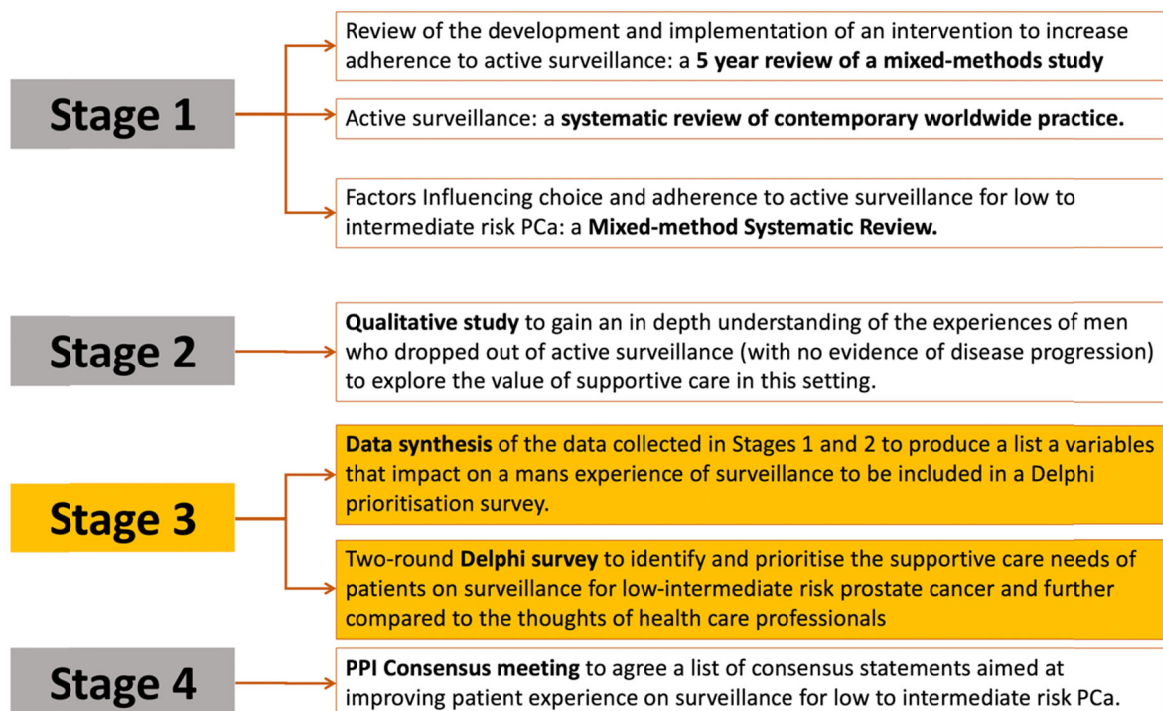 Stage 1
Review of the development and implementation of an intervention to increase
adherence to active surveillance: a 5 year review of a mixed-methods study
Active surveillance: a systematic review of contemporary worldwide practice.
Factors Influencing choice and adherence to active surveillance for low to
intermediate risk PCa: a Mixed-method Systematic Review.
Stage 2
Qualitative study to gain an in depth understanding of the experiences of men
who dropped out of active surveillance (with no evidence of disease progression)
to explore the value of supportive care in this setting.
Stage 3
Data synthesis of the data collected in Stages 1 and 2 to produce a list a variables
that impact on a mans experience of surveillance to be included in a Delphi
prioritisation survey.
Two-round Delphi survey to identify and prioritise the supportive care needs of
patients on surveillance for low-intermediate risk prostate cancer and further
compared to the thoughts of health care professionals
Stage 4
PPI Consensus meeting to agree a list of consensus statements aimed at
improving patient experience on surveillance for low to intermediate risk PCa.